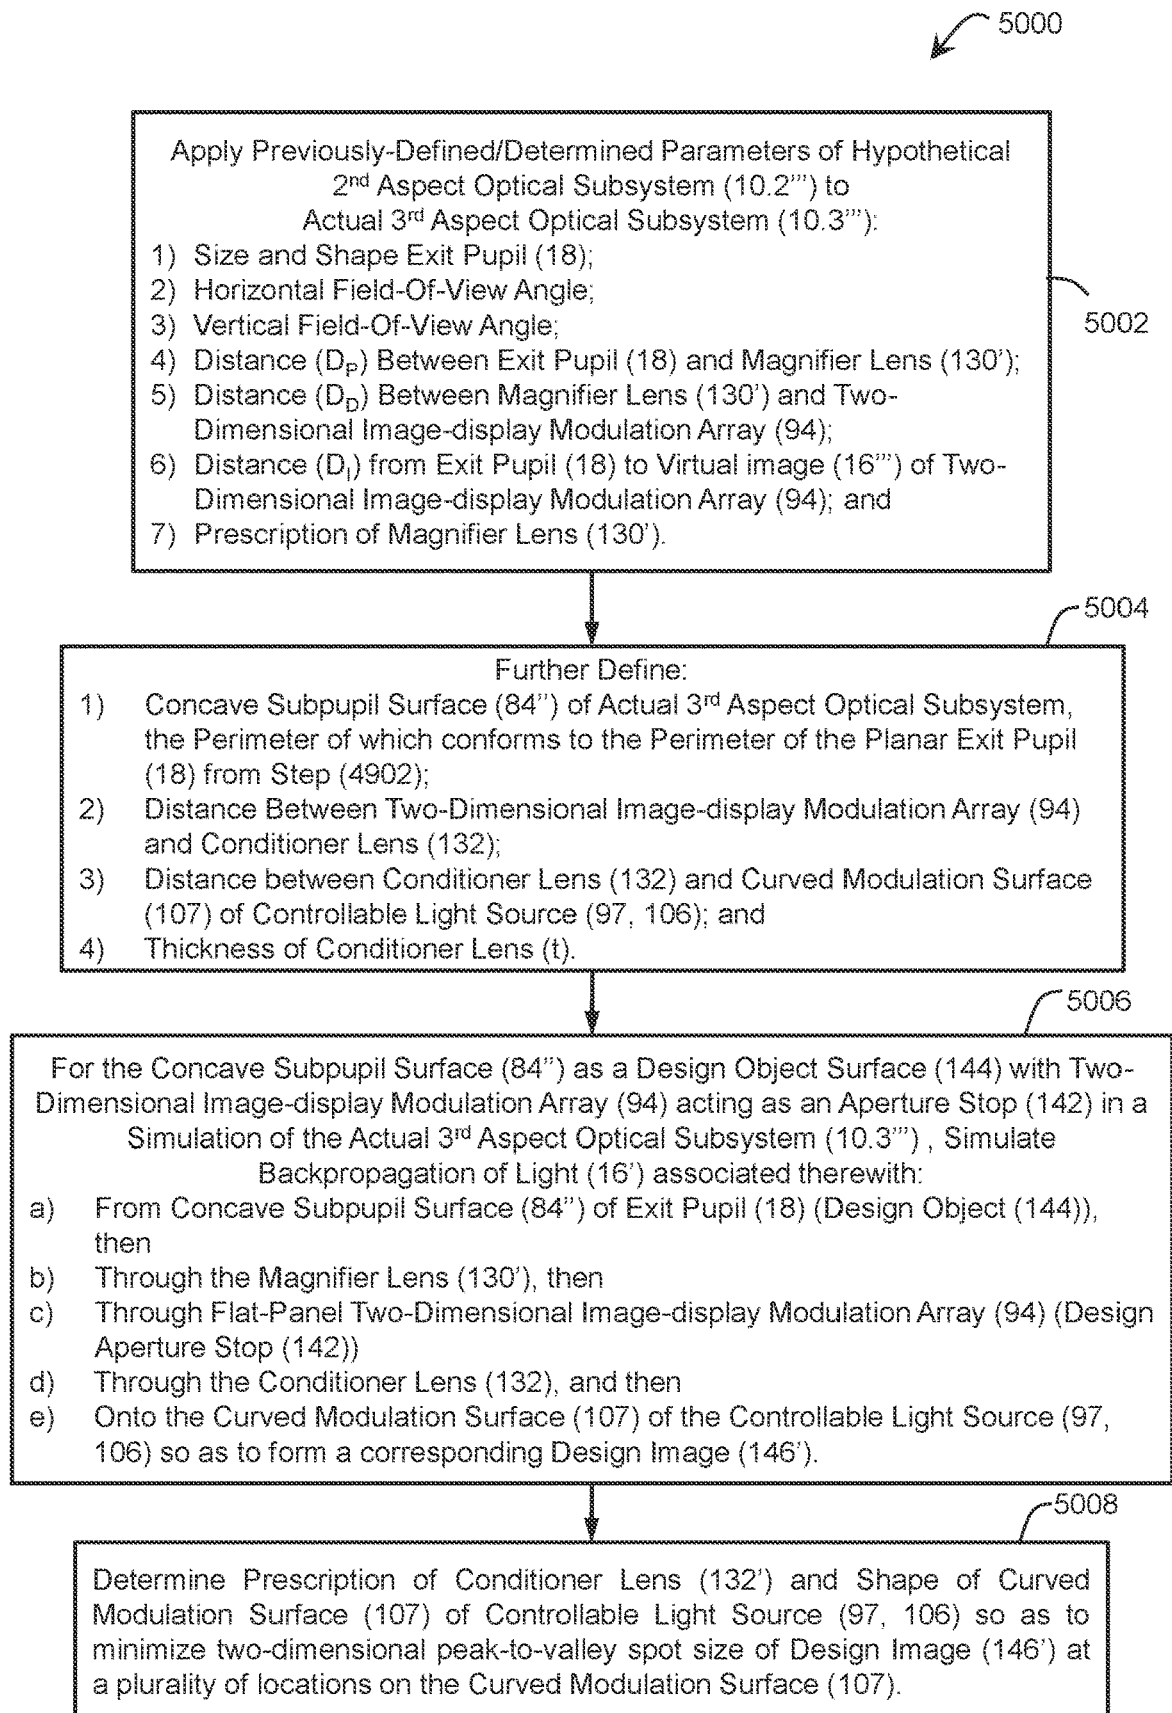 5000
Apply Previously-Defined/Determined Parameters of Hypothetical
2nd Aspect Optical Subsystem (10.2''') to
Actual 3rd Aspect Optical Subsystem (10.3'''):
1) Size and Shape Exit Pupil (18);
2) Horizontal Field-Of-View Angle;
3) Vertical Field-Of-View Angle;
4) Distance (DP) Between Exit Pupil (18) and Magnifier Lens (130');
5) Distance (DD) Between Magnifier Lens (130') and Two-
Dimensional Image-display Modulation Array (94);
6) Distance (DI) from Exit Pupil (18) to Virtual image (16''') of Two-
Dimensional Image-display Modulation Array (94); and
7) Prescription of Magnifier Lens (130').
5002
5004
Further Define:
1) Concave Subpupil Surface (84'') of Actual 3rd Aspect Optical Subsystem,
the Perimeter of which conforms to the Perimeter of the Planar Exit Pupil
(18) from Step (4902);
2) Distance Between Two-Dimensional Image-display Modulation Array (94)
and Conditioner Lens (132);
3) Distance between Conditioner Lens (132) and Curved Modulation Surface
(107) of Controllable Light Source (97, 106); and
4) Thickness of Conditioner Lens (t).
5006
For the Concave Subpupil Surface (84'') as a Design Object Surface (144) with Two-
Dimensional Image-display Modulation Array (94) acting as an Aperture Stop (142) in a
Simulation of the Actual 3rd Aspect Optical Subsystem (10.3''') , Simulate
Backpropagation of Light (16') associated therewith:
a) From Concave Subpupil Surface (84'') of Exit Pupil (18) (Design Object (144)),
then
b) Through the Magnifier Lens (130'), then
c) Through Flat-Panel Two-Dimensional Image-display Modulation Array (94) (Design
Aperture Stop (142))
d) Through the Conditioner Lens (132), and then
e) Onto the Curved Modulation Surface (107) of the Controllable Light Source (97,
106) so as to form a corresponding Design Image (146').
5008
Determine Prescription of Conditioner Lens (132') and Shape of Curved
Modulation Surface (107) of Controllable Light Source (97, 106) so as to
minimize two-dimensional peak-to-valley spot size of Design Image (146') at
a plurality of locations on the Curved Modulation Surface (107).